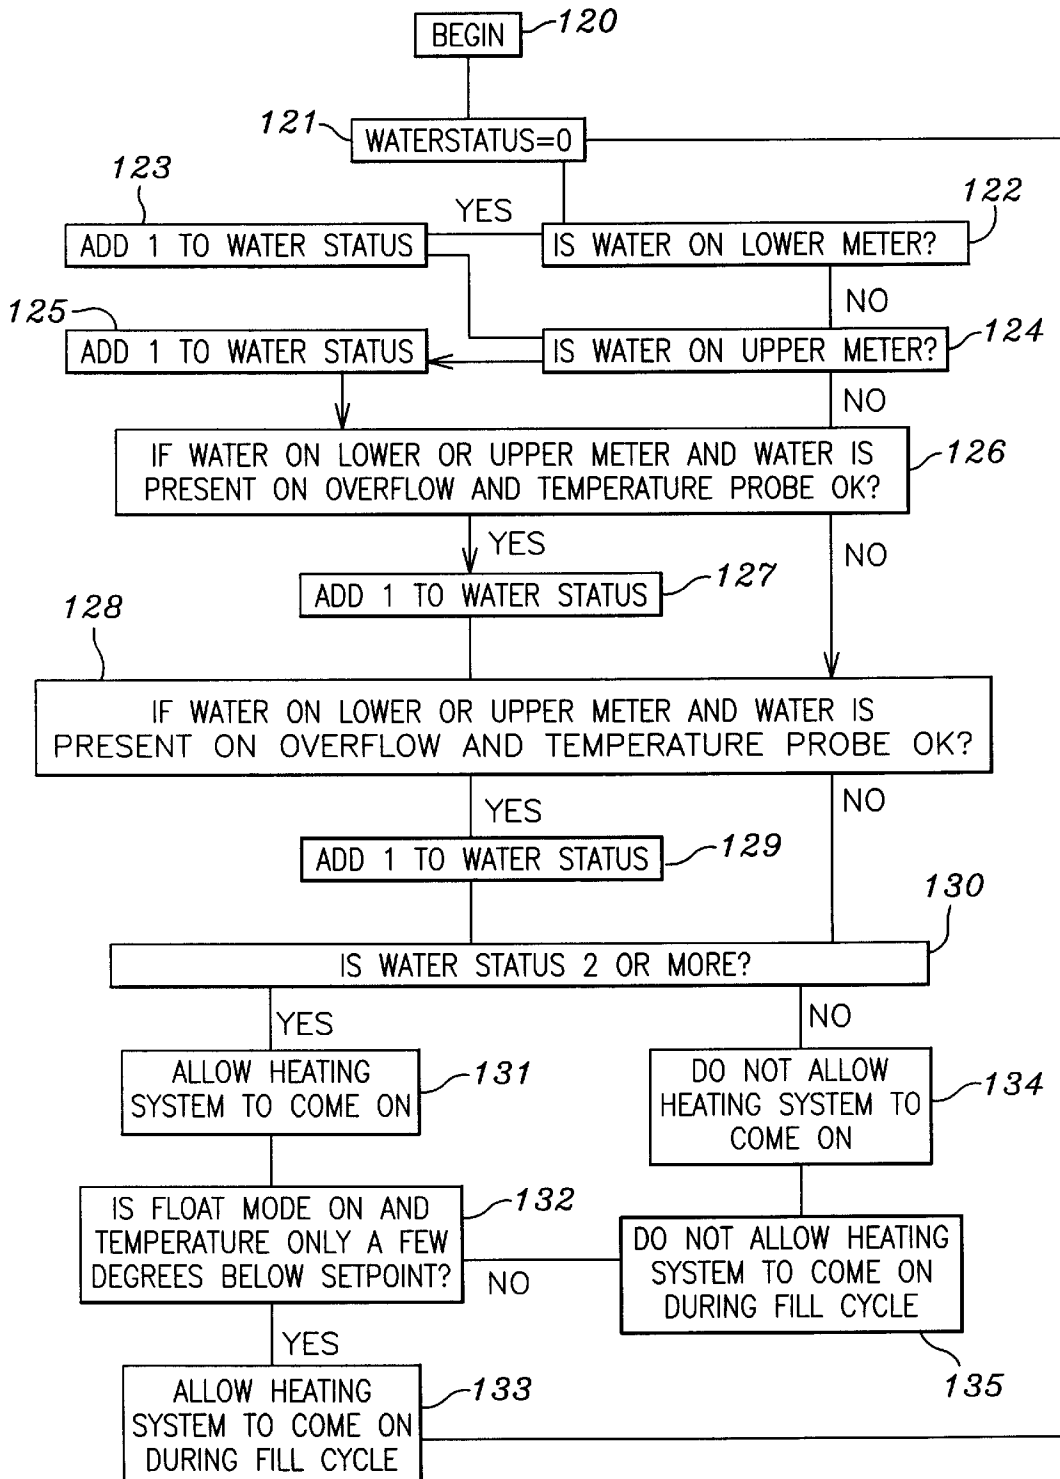 BEGIN
120
121
WATERSTATUS=0
123
122
YES
ADD 1 TO WATER STATUS
IS WATER ON LOWER METER?
NO
125
124
ADD 1 TO WATER STATUS
IS WATER ON UPPER METER?
NO
IF WATER ON LOWER OR UPPER METER AND WATER IS
PRESENT ON OVERFLOW AND TEMPERATURE PROBE OK?
126
YES
NO
ADD 1 TO WATER STATUS
127
128
IF WATER ON LOWER OR UPPER METER AND WATER IS
PRESENT ON OVERFLOW AND TEMPERATURE PROBE OK?
YES
NO
ADD 1 TO WATER STATUS
129
130
IS WATER STATUS 2 OR MORE?
YES
NO
ALLOW HEATING
SYSTEM TO COME ON
131
DO NOT ALLOW
HEATING SYSTEM TO
COME ON
134
IS FLOAT MODE ON AND
TEMPERATURE ONLY A FEW
DEGREES BELOW SETPOINT?
132
NO
DO NOT ALLOW HEATING
SYSTEM TO COME ON
DURING FILL CYCLE
135
YES
ALLOW HEATING
SYSTEM TO COME ON
DURING FILL CYCLE
133